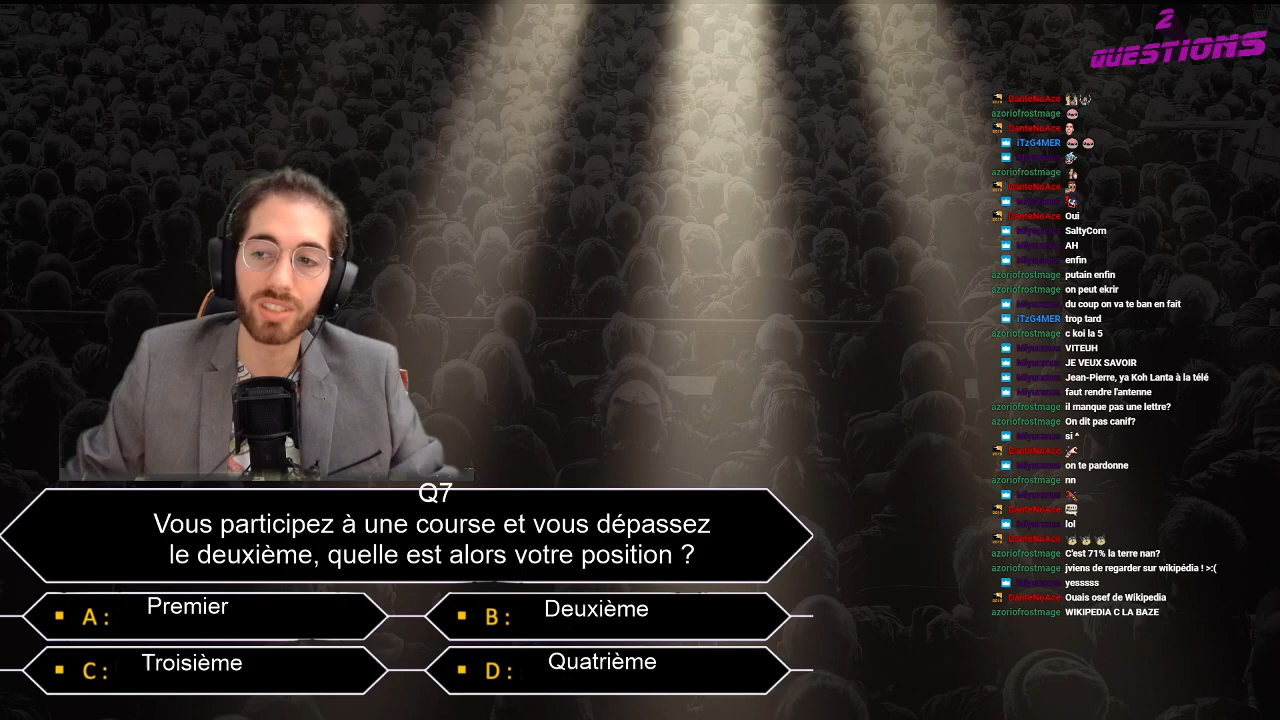 2
QUESTIONS
DanteNoAce
azoriofrostmage
DanteNoAce
iTzG4MER
azoriofrostmage
DanteNoAce
DanteNoAce Oui
SaltyCorn
AH
enfin
azoriofrostmage putain enfin
azoriofrostmage on peut ekrir
du coup on va te ban en fait
iTzG4MER trop tard
azoriofrostmage c koi la 5
VITEUH
JE VEUX SAVOIR
Jean-Pierre, ya Koh Lanta à la télé
faut rendre l'antenne
azoriofrostmage il manque pas une lettre?
azoriofrostmage On dit pas canif?
si ^
DanteNoAce
on te pardonne
azoriofrostmage nn
DanteNoAce
lol
DanteNoAce
azoriofrostmage C'est 71% la terre nan?
azoriofrostmage jviens de regarder sur wikipédia ! >:(
yesssss
DanteNoAce Ouais osef de Wikipedia
azoriofrostmage WIKIPEDIA C LA BAZE
Q7
Vous participez à une course et vous dépassez
le deuxième, quelle est alors votre position ?
A : Premier
B : Deuxième
C : Troisième
D : Quatrième